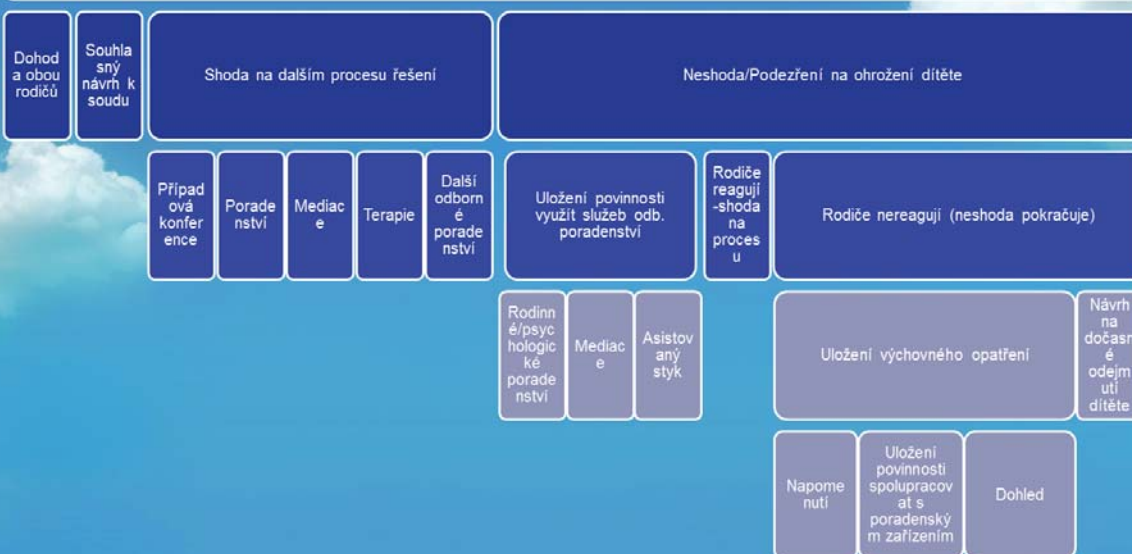 Dohod
a obou
rodičů
Souhla
sný
návrh k
soudu
Shoda na dalším procesu řešení
Neshoda/Podezření na ohrožení dítěte
Případ
ová
konfer
ence
Porade
nství
Mediac
e
Terapie
Další
odborn
é
porade
nství
Uložení povinnosti
využít služeb odb.
poradenství
Rodiče
reagují
-shoda
na
proces
u
Rodiče nereagují (neshoda pokračuje)
Rodinn
é/psyc
hologic
ké
porade
nství
Mediac
e
Asistov
aný
styk
Uložení výchovného opatření
Návrh
na
dočasn
é
odejm
utí
dítěte
Napome
nutí
Uložení
povinnosti
spolupracov
at s
poradenský
m zařízením
Dohled